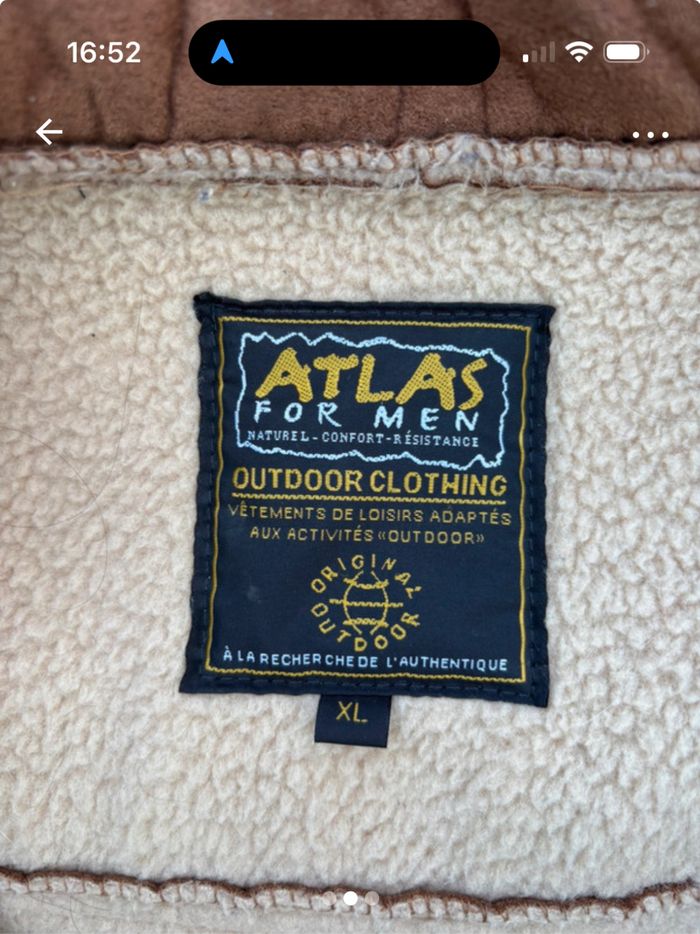 16:52
ATLAS
FOR MEN
NATUREL-CONFORT-RÉSISTANCE
OUTDOOR CLOTHING
VÊTEMENTS DE LOISIRS ADAPTÉS
AUX ACTIVITÉS «OUTDOOR»
ORIGINAL
OUTDOOR
À LA RECHERCHE DE L'AUTHENTIQUE
XL